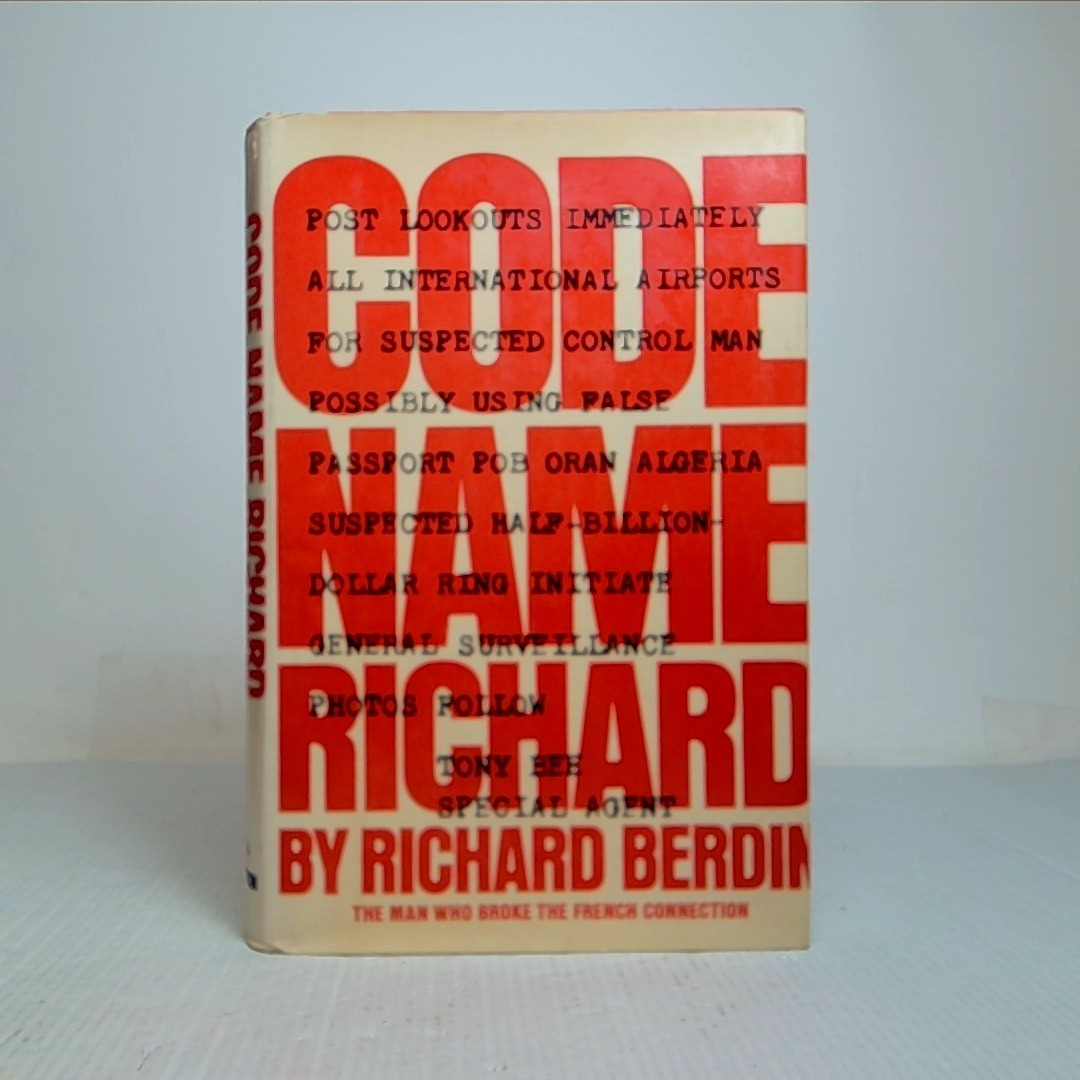 CODE
NAME
RICHARD
BY RICHARD BERDIN
THE MAN WHO BROKE THE FRENCH CONNECTION
POST LOOKOUTS IMMEDIATELY
ALL INTERNATIONAL AIRPORTS
FOR SUSPECTED CONTROL MAN
POSSIBLY USING FALSE
PASSPORT POB ORAN ALGERIA
SUSPECTED HALF-BILLION-
DOLLAR RING INITIATE
GENERAL SURVEILLANCE
PHOTOS FOLLOW
TONY BEE
SPECIAL AGENT
CODE NAME RICHARD